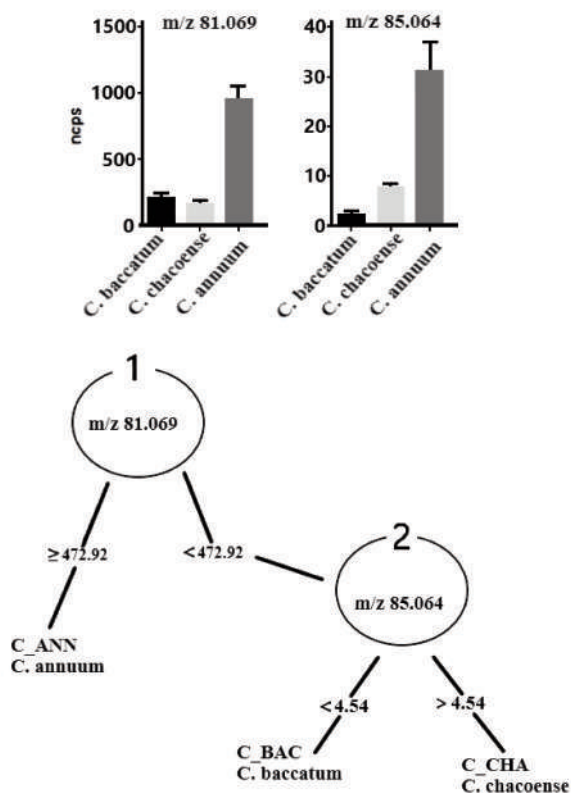 m/z 81.069
ncps
1500
1000
500
0
C. baccatum
C. chacoense
C. annuum
m/z 85.064
40
30
20
10
0
C. baccatum
C. chacoense
C. annuum
1
m/z 81.069
≥472.92
<472.92
C_ANN
C. annuum
2
m/z 85.064
<4.54
>4.54
C_BAC
C. baccatum
C_CHA
C. chacoense